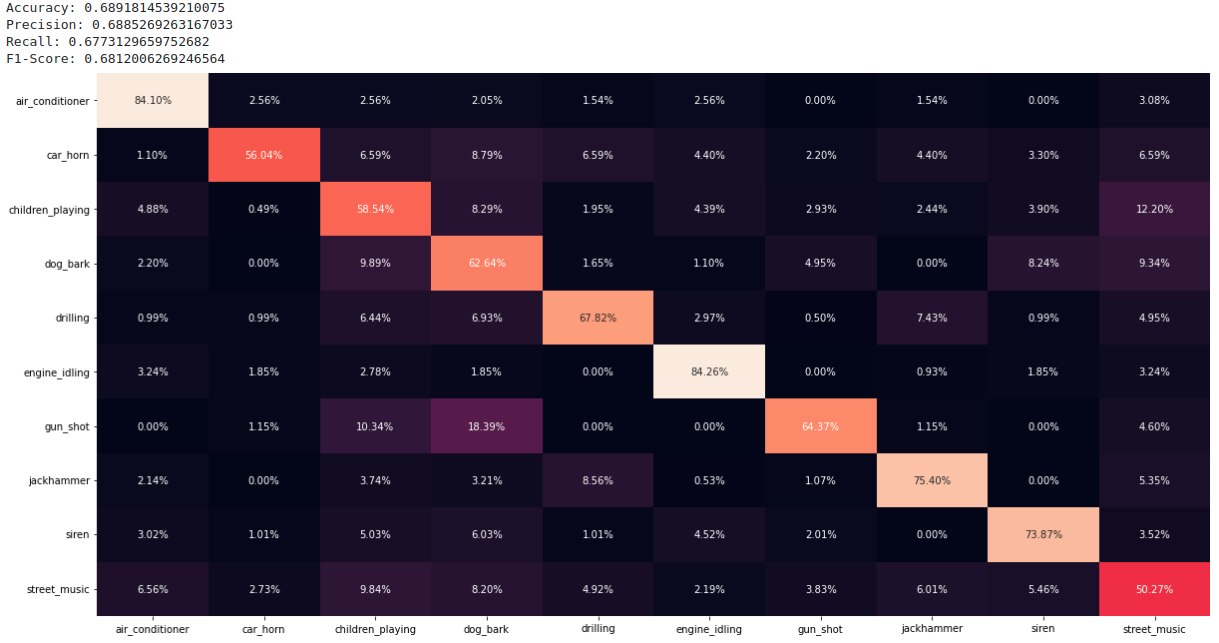 Accuracy: 0.6891814539210075
Precision: 0.6885269263167033
Recall: 0.6773129659752682
F1-Score: 0.6812006269246564
air_conditioner 84.10% 2.56% 2.56% 2.05% 1.54% 2.56% 0.00% 1.54% 0.00% 3.08%
car_horn 1.10% 56.04% 6.59% 8.79% 6.59% 4.40% 2.20% 4.40% 3.30% 6.59%
children_playing 4.88% 0.49% 58.54% 8.29% 1.95% 4.39% 2.93% 2.44% 3.90% 12.20%
dog_bark 2.20% 0.00% 9.89% 62.64% 1.65% 1.10% 4.95% 0.00% 8.24% 9.34%
drilling 0.99% 0.99% 6.44% 6.93% 67.82% 2.97% 0.50% 7.43% 0.99% 4.95%
engine_idling 3.24% 1.85% 2.78% 1.85% 0.00% 84.26% 0.00% 0.93% 1.85% 3.24%
gun_shot 0.00% 1.15% 10.34% 18.39% 0.00% 0.00% 64.37% 1.15% 0.00% 4.60%
jackhammer 2.14% 0.00% 3.74% 3.21% 8.56% 0.53% 1.07% 75.40% 0.00% 5.35%
siren 3.02% 1.01% 5.03% 6.03% 1.01% 4.52% 2.01% 0.00% 73.87% 3.52%
street_music 6.56% 2.73% 9.84% 8.20% 4.92% 2.19% 3.83% 6.01% 5.46% 50.27%
air_conditioner car_horn children_playing dog_bark drilling engine_idling gun_shot jackhammer siren street_music